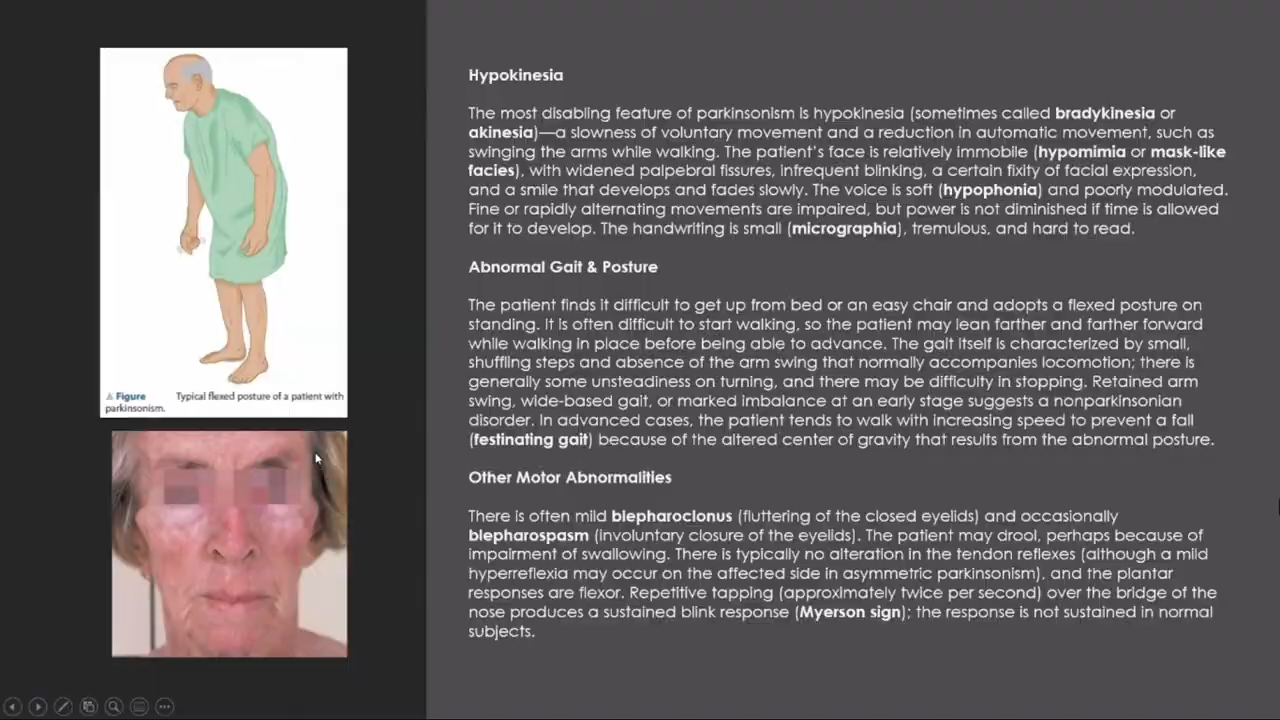 ▲ Figure Typical flexed posture of a patient with
parkinsonism.
Hypokinesia
The most disabling feature of parkinsonism is hypokinesia (sometimes called bradykinesia or
akinesia)—a slowness of voluntary movement and a reduction in automatic movement, such as
swinging the arms while walking. The patient's face is relatively immobile (hypomimia or mask-like
facies), with widened palpebral fissures, infrequent blinking, a certain fixity of facial expression,
and a smile that develops and fades slowly. The voice is soft (hypophonia) and poorly modulated.
Fine or rapidly alternating movements are impaired, but power is not diminished if time is allowed
for it to develop. The handwriting is small (micrographia), tremulous, and hard to read.
Abnormal Gait & Posture
The patient finds it difficult to get up from bed or an easy chair and adopts a flexed posture on
standing. It is often difficult to start walking, so the patient may lean farther and farther forward
while walking in place before being able to advance. The gait itself is characterized by small,
shuffling steps and absence of the arm swing that normally accompanies locomotion; there is
generally some unsteadiness on turning, and there may be difficulty in stopping. Retained arm
swing, wide-based gait, or marked imbalance at an early stage suggests a nonparkinsonian
disorder. In advanced cases, the patient tends to walk with increasing speed to prevent a fall
(festinating gait) because of the altered center of gravity that results from the abnormal posture.
Other Motor Abnormalities
There is often mild blepharoclonus (fluttering of the closed eyelids) and occasionally
blepharospasm (involuntary closure of the eyelids). The patient may drool, perhaps because of
impairment of swallowing. There is typically no alteration in the tendon reflexes (although a mild
hyperreflexia may occur on the affected side in asymmetric parkinsonism), and the plantar
responses are flexor. Repetitive tapping (approximately twice per second) over the bridge of the
nose produces a sustained blink response (Myerson sign); the response is not sustained in normal
subjects.